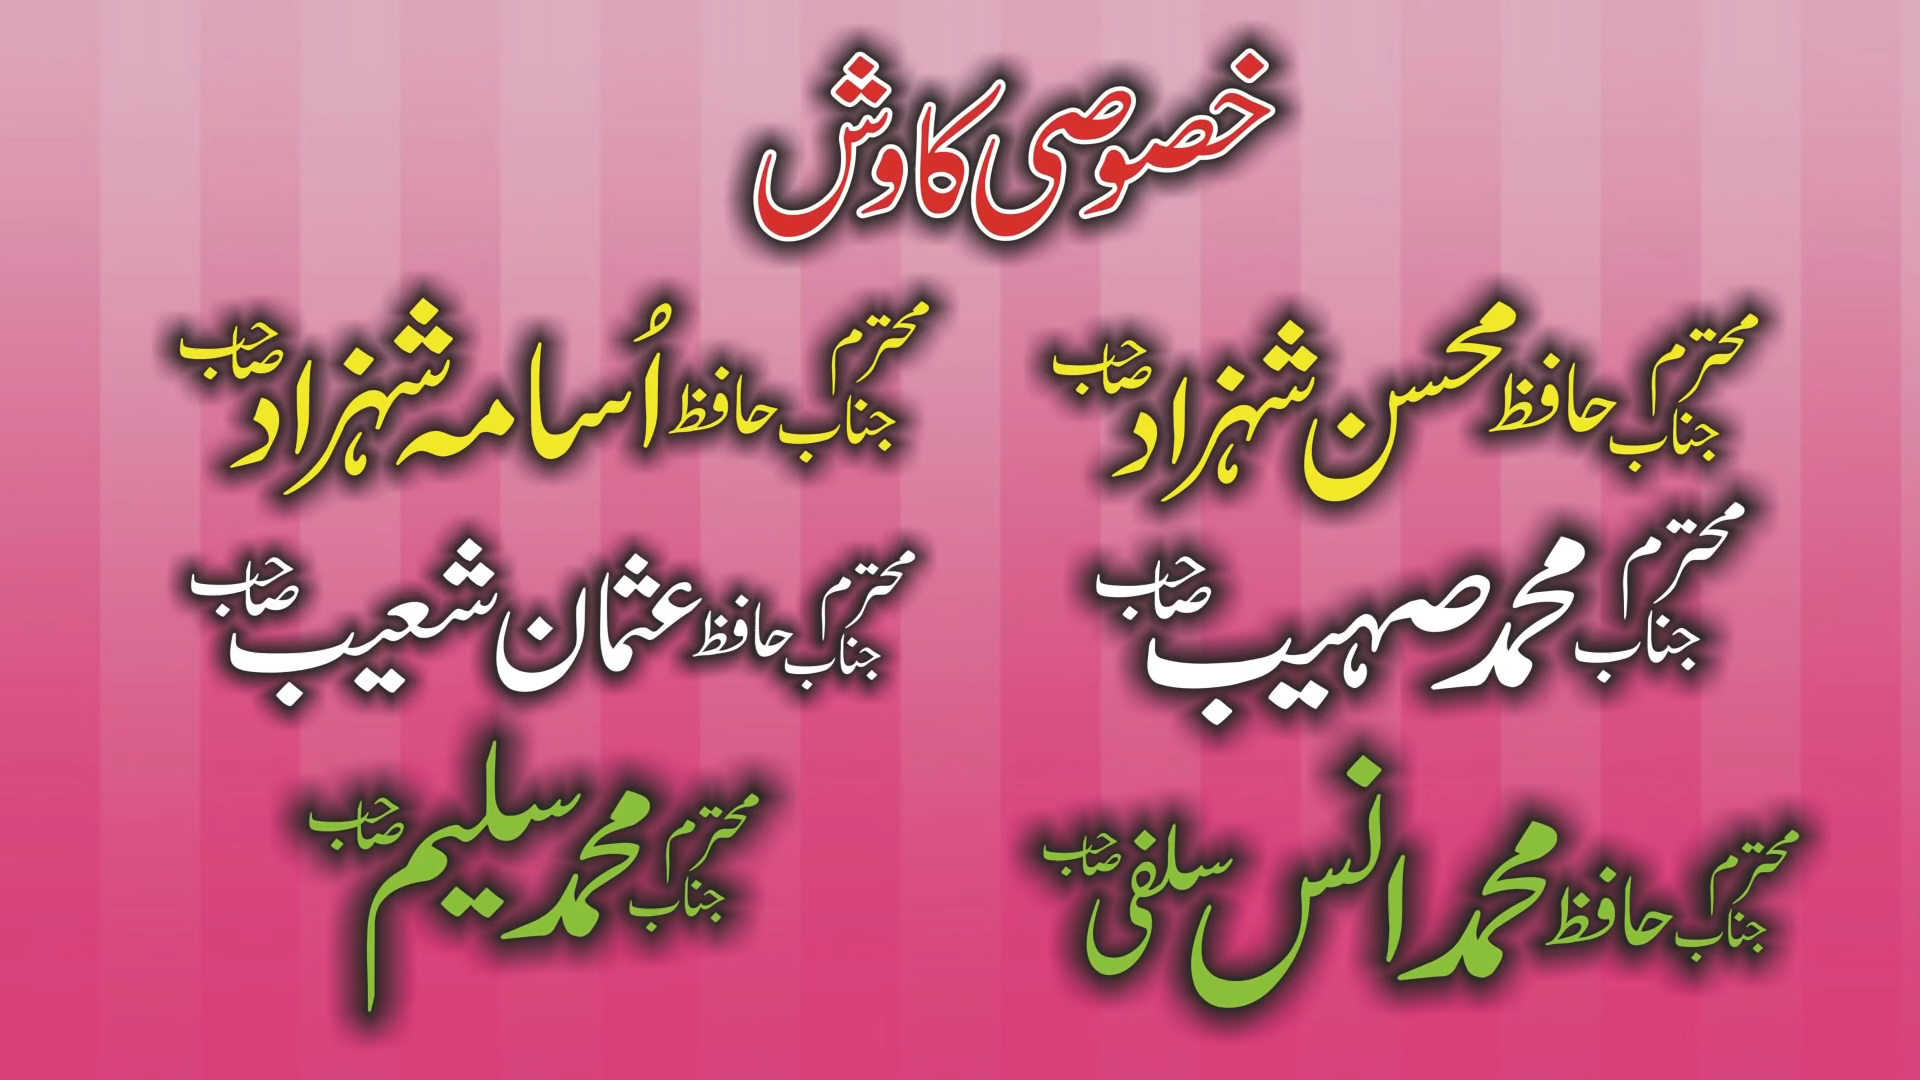 خصوصی کاوش
محترم جناب حافظ محسن شہزاد صاحب
محترم جناب حافظ اُسامہ شہزاد صاحب
محترم جناب محمد صہیب صاحب
محترم جناب حافظ عثمان شعیب صاحب
محترم جناب حافظ محمد انس سلفی صاحب
محترم جناب محمد سلیم صاحب